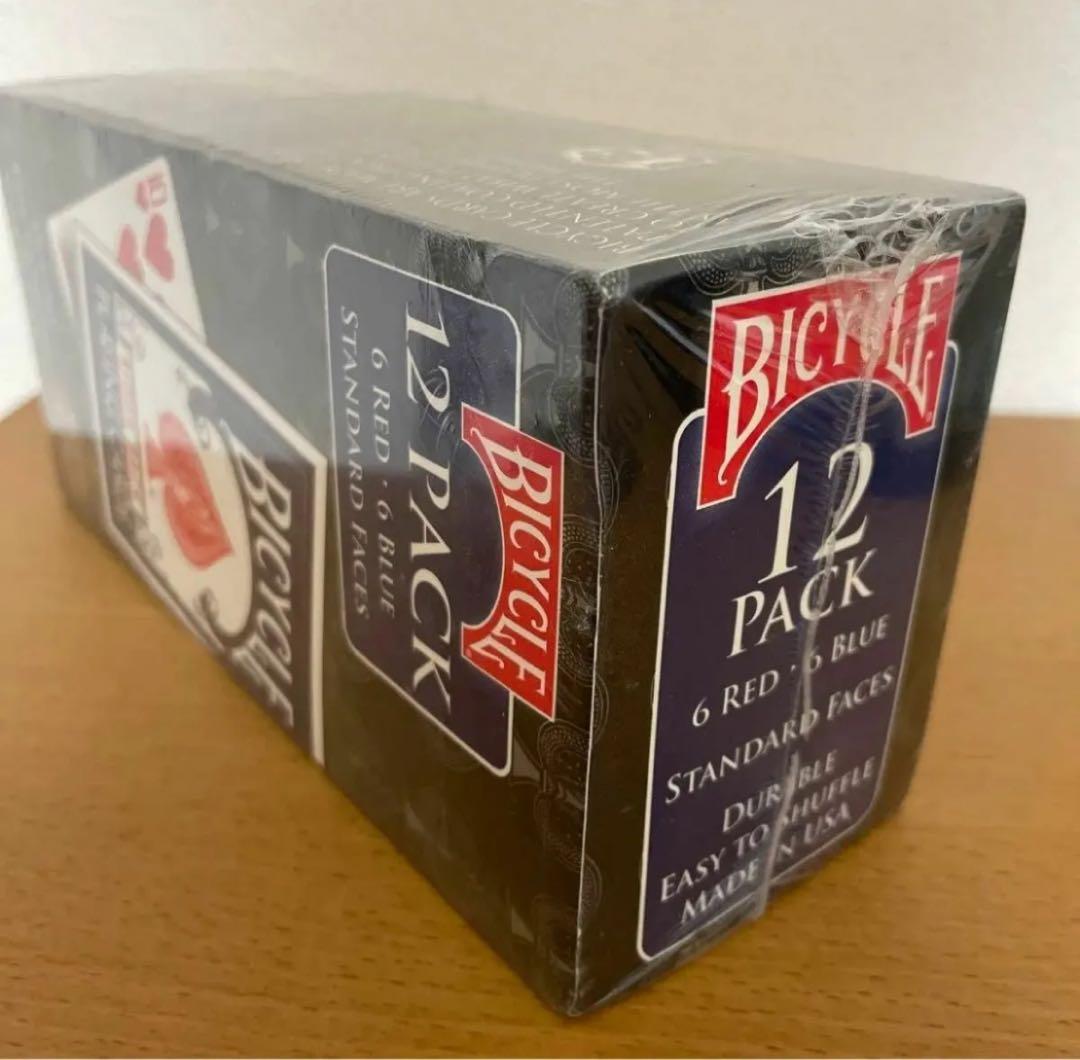 BICYCLE
12
PACK
6 RED · 6 BLUE
STANDARD FACES
DURABLE
EASY TO SHUFFLE
MADE IN USA
BICYCLE
12 PACK
6 RED · 6 BLUE
STANDARD FACES
BICYCLE